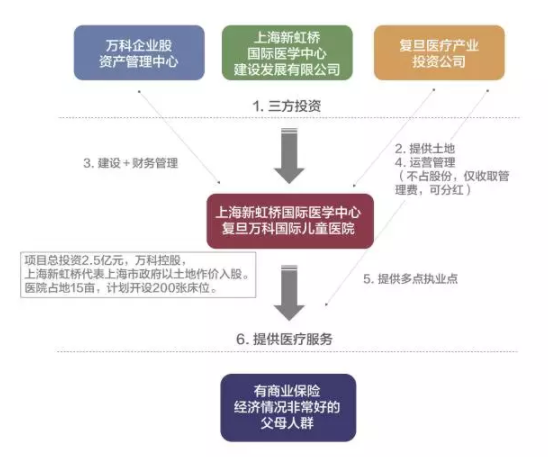 万科企业股
资产管理中心
上海新虹桥
国际医学中心
建设发展有限公司
复旦医疗产业
投资公司
1. 三方投资
3. 建设＋财务管理
2. 提供土地
4. 运营管理
（不占股份，仅收取管
理费，可分红）
上海新虹桥国际医学中心
复旦万科国际儿童医院
项目总投资2.5亿元，万科控股，
上海新虹桥代表上海市政府以土地作价入股。
医院占地15亩，计划开设200张床位。
5. 提供多点执业点
6. 提供医疗服务
有商业保险
经济情况非常好的
父母人群